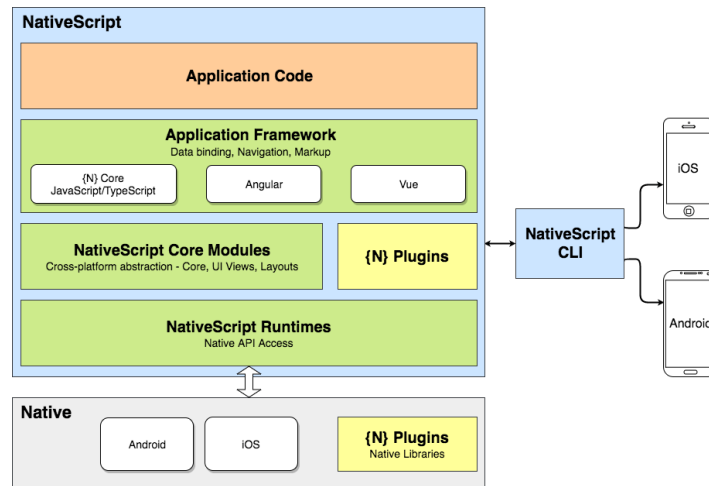 NativeScript
Application Code
Application Framework
Data binding, Navigation, Markup
{N} Core
JavaScript/TypeScript
Angular
Vue
NativeScript Core Modules
Cross-platform abstraction - Core, UI Views, Layouts
{N} Plugins
NativeScript Runtimes
Native API Access
NativeScript
CLI
iOS
Android
Native
Android
iOS
{N} Plugins
Native Libraries